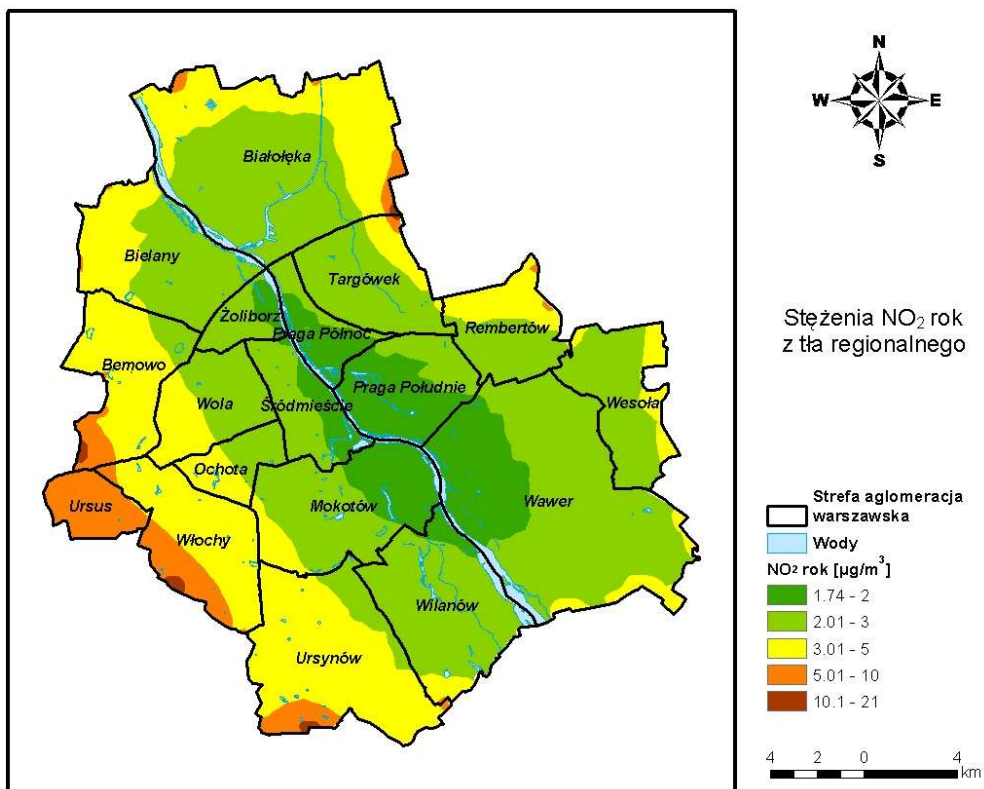 N
W E
S
Białołęka
Bielany
Targówek
Żoliborz
Praga Północ
Rembertów
Bemowo
Praga Południe
Wola
Śródmieście
Wesoła
Ochota
Ursus
Mokotów
Wawer
Włochy
Wilanów
Ursynów
Stężenia NO₂ rok
z tła regionalnego
Strefa aglomeracja
warszawska
Wody
NO² rok [µg/m³]
1.74 - 2
2.01 - 3
3.01 - 5
5.01 - 10
10.1 - 21
4 2 0 4
km